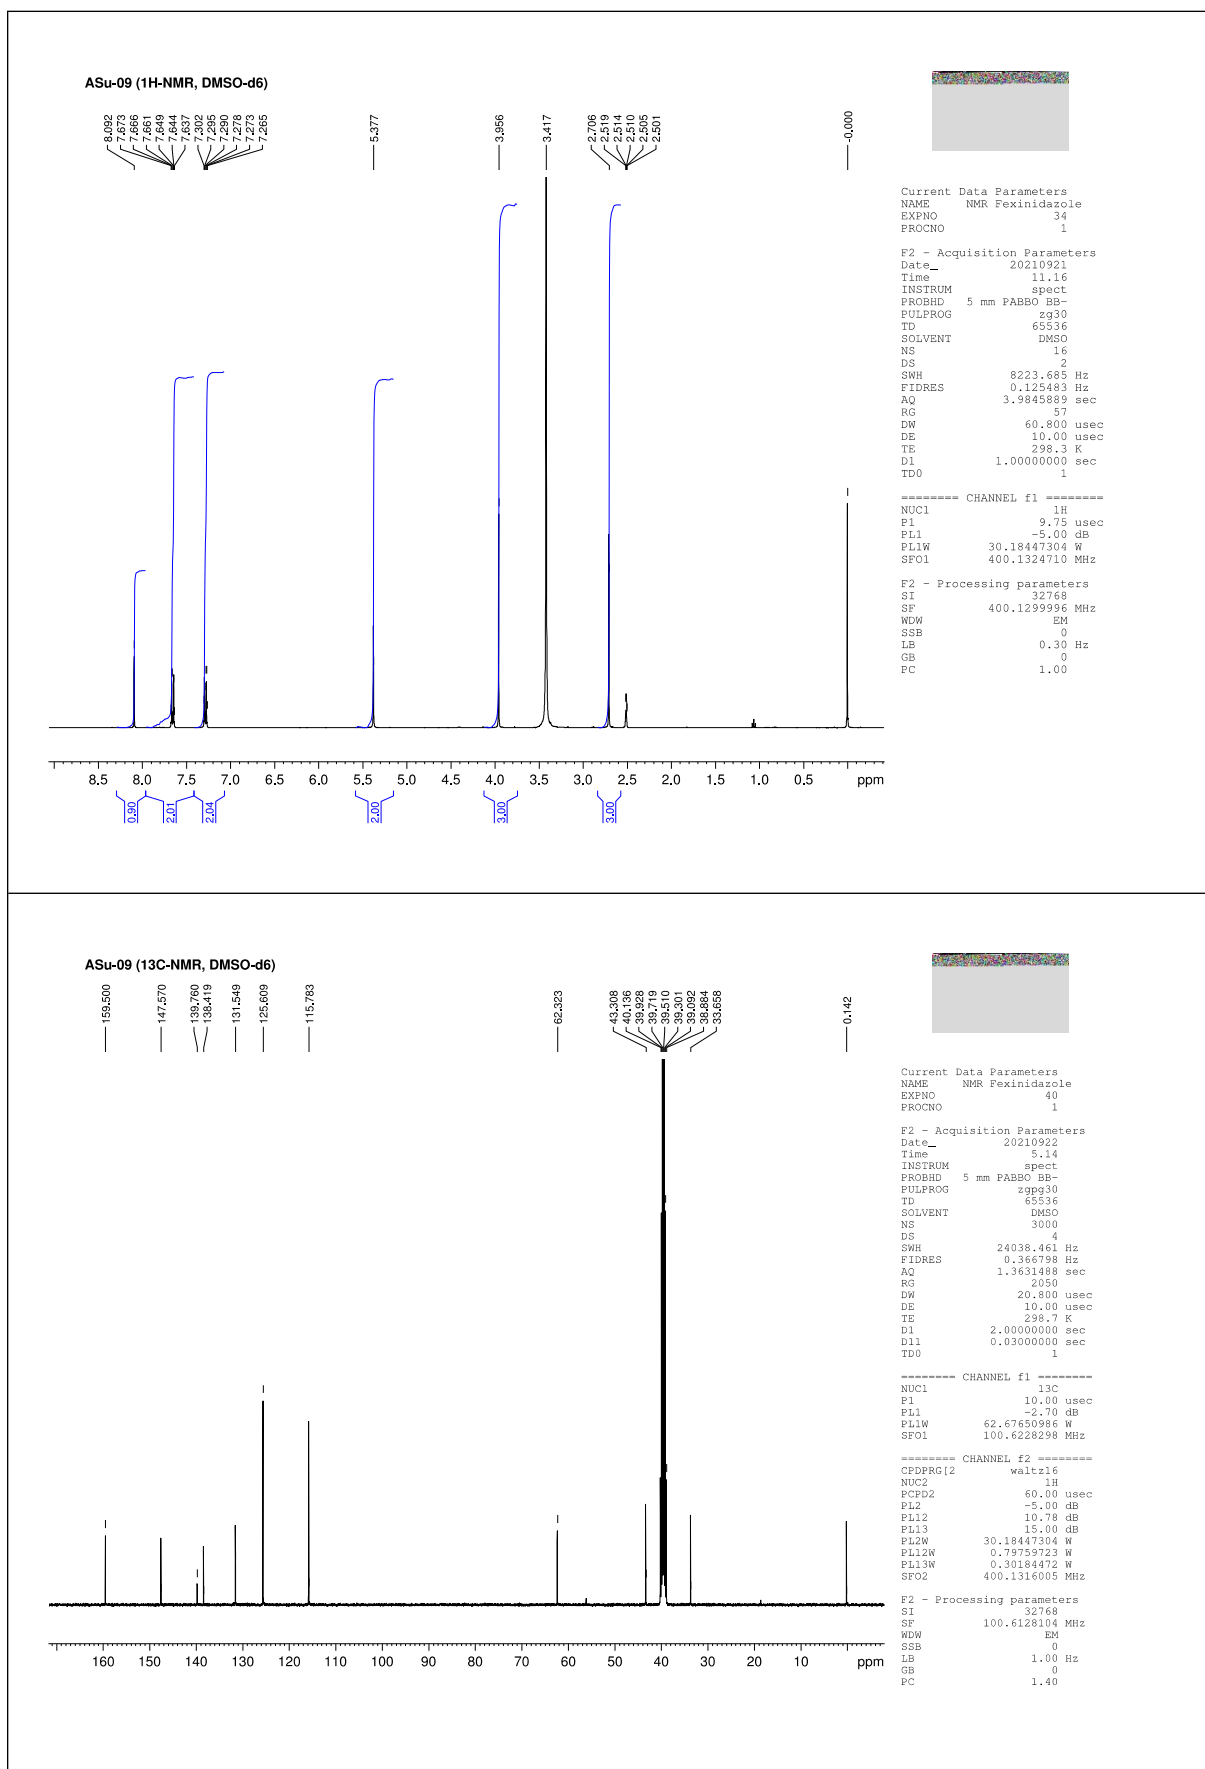 ASu-09 (1H-NMR, DMSO-d6)
8.092
7.673
7.666
7.661
7.649
7.644
7.637
7.302
7.295
7.290
7.278
7.273
7.265
5.377
3.956
3.417
2.706
2.519
2.514
2.510
2.505
2.501
-0.000
8.5 8.0 7.5 7.0 6.5 6.0 5.5 5.0 4.5 4.0 3.5 3.0 2.5 2.0 1.5 1.0 0.5 ppm
0.90
2.01
2.04
2.00
3.00
3.00
Current Data Parameters
NAME NMR Fexinidazole
EXPNO 34
PROCNO 1
F2 - Acquisition Parameters
Date_ 20210921
Time 11.16
INSTRUM spect
PROBHD 5 mm PABBO BB-
PULPROG zg30
TD 65536
SOLVENT DMSO
NS 16
DS 2
SWH 8223.685 Hz
FIDRES 0.125483 Hz
AQ 3.9845889 sec
RG 57
DW 60.800 usec
DE 10.00 usec
TE 298.3 K
D1 1.00000000 sec
TD0 1
======== CHANNEL f1 ========
NUC1 1H
P1 9.75 usec
PL1 -5.00 dB
PL1W 30.18447304 W
SFO1 400.1324710 MHz
F2 - Processing parameters
SI 32768
SF 400.1299996 MHz
WDW EM
SSB 0
LB 0.30 Hz
GB 0
PC 1.00
ASu-09 (13C-NMR, DMSO-d6)
159.500
147.570
139.760
138.419
131.549
125.609
115.783
62.323
43.308
40.136
39.928
39.719
39.510
39.301
39.092
38.884
33.658
0.142
160 150 140 130 120 110 100 90 80 70 60 50 40 30 20 10 ppm
Current Data Parameters
NAME NMR Fexinidazole
EXPNO 40
PROCNO 1
F2 - Acquisition Parameters
Date_ 20210922
Time 5.14
INSTRUM spect
PROBHD 5 mm PABBO BB-
PULPROG zgpg30
TD 65536
SOLVENT DMSO
NS 3000
DS 4
SWH 24038.461 Hz
FIDRES 0.366798 Hz
AQ 1.3631488 sec
RG 2050
DW 20.800 usec
DE 10.00 usec
TE 298.7 K
D1 2.00000000 sec
D11 0.03000000 sec
TD0 1
======== CHANNEL f1 ========
NUC1 13C
P1 10.00 usec
PL1 -2.70 dB
PL1W 62.67650986 W
SFO1 100.6228298 MHz
======== CHANNEL f2 ========
CPDPRG[2 waltz16
NUC2 1H
PCPD2 60.00 usec
PL2 -5.00 dB
PL12 10.78 dB
PL13 15.00 dB
PL2W 30.18447304 W
PL12W 0.79759723 W
PL13W 0.30184472 W
SFO2 400.1316005 MHz
F2 - Processing parameters
SI 32768
SF 100.6128104 MHz
WDW EM
SSB 0
LB 1.00 Hz
GB 0
PC 1.40